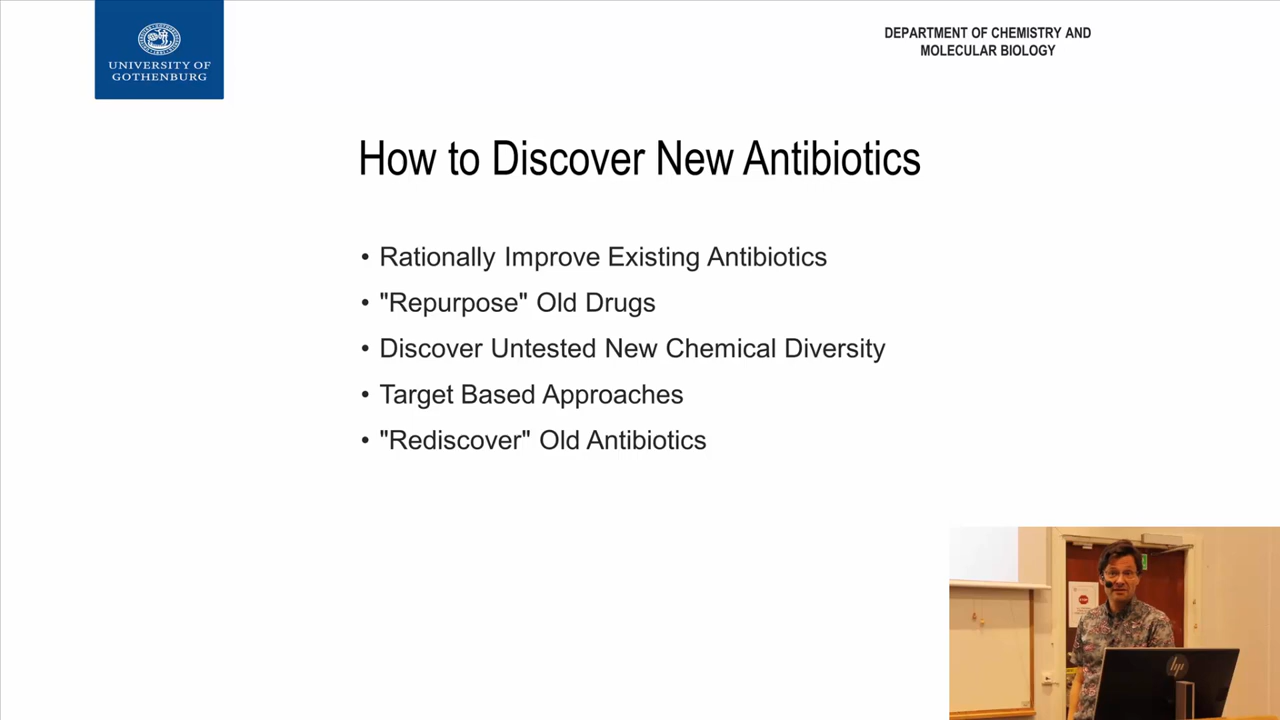 UNIVERSITY OF
GOTHENBURG
DEPARTMENT OF CHEMISTRY AND
MOLECULAR BIOLOGY
How to Discover New Antibiotics
• Rationally Improve Existing Antibiotics
• "Repurpose" Old Drugs
• Discover Untested New Chemical Diversity
• Target Based Approaches
• "Rediscover" Old Antibiotics
hp